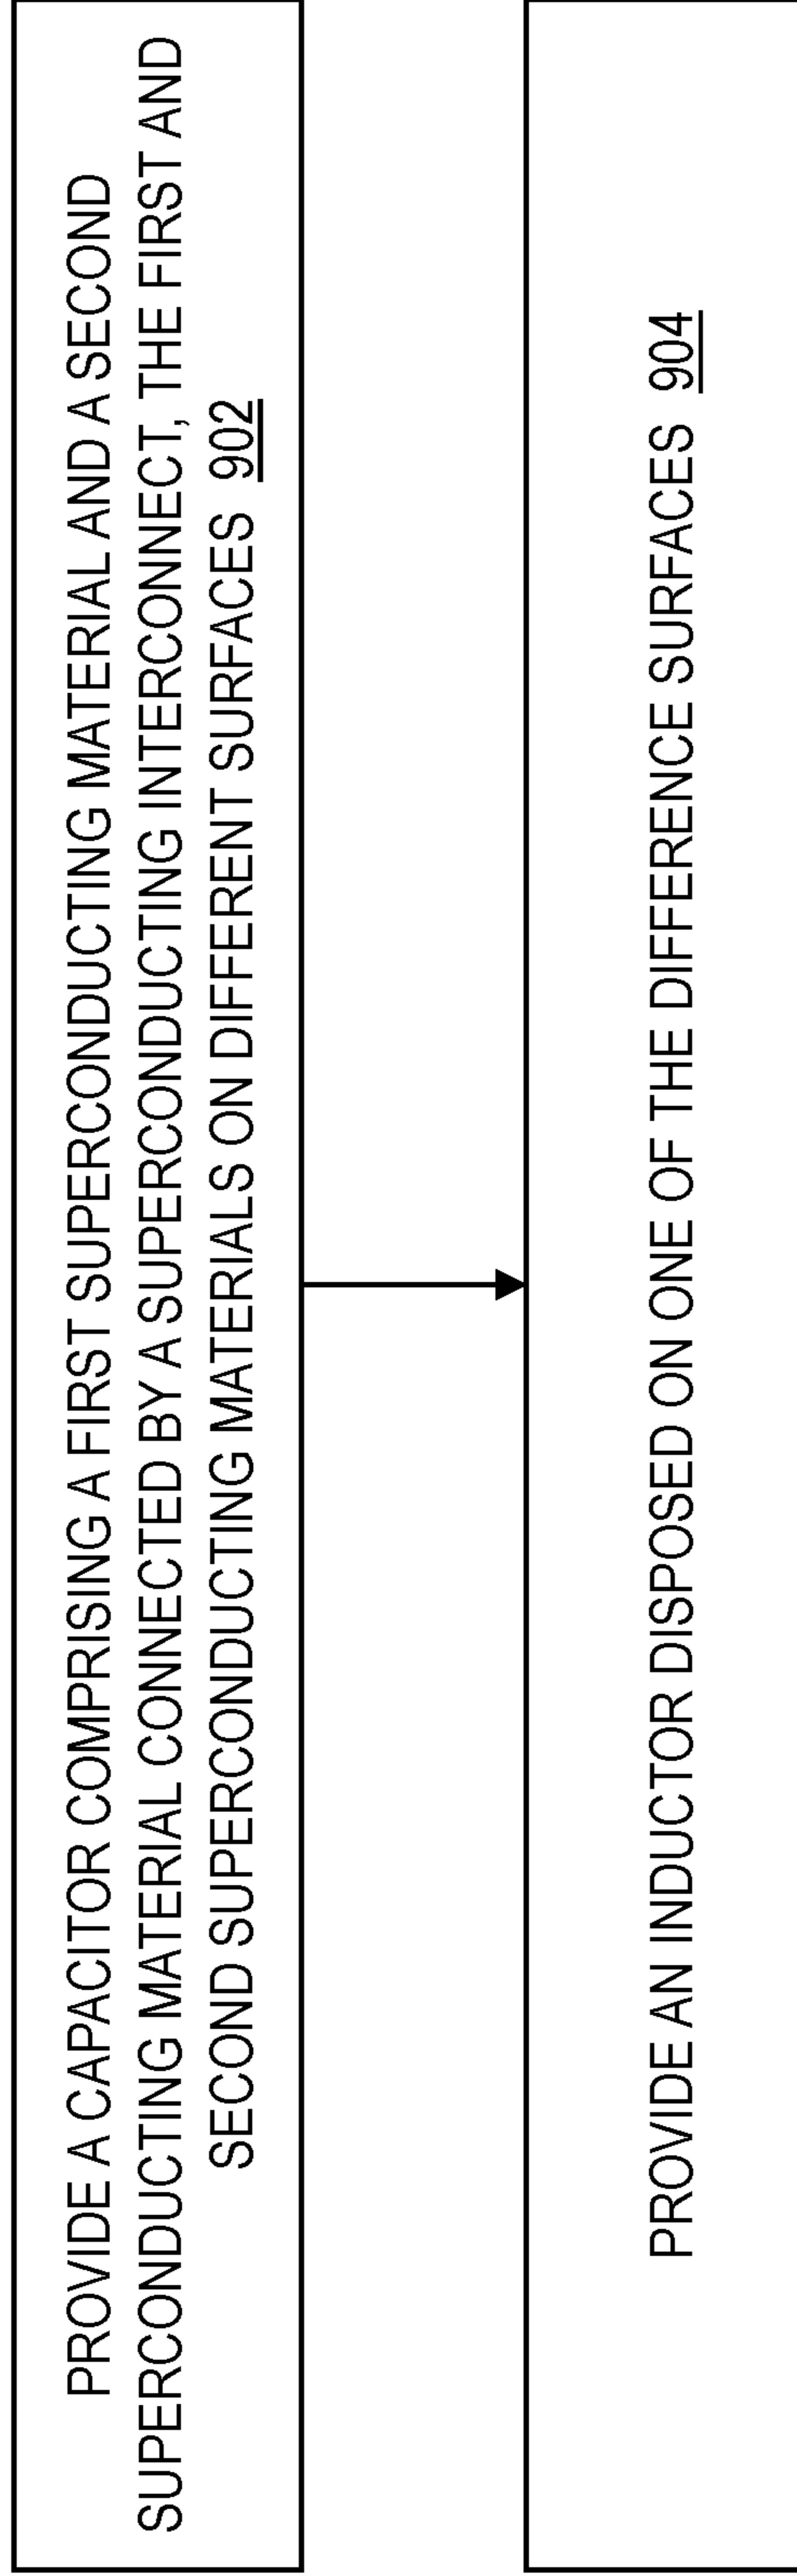 PROVIDE A CAPACITOR COMPRISING A FIRST SUPERCONDUCTING MATERIAL AND A SECOND
SUPERCONDUCTING MATERIAL CONNECTED BY A SUPERCONDUCTING INTERCONNECT, THE FIRST AND
SECOND SUPERCONDUCTING MATERIALS ON DIFFERENT SURFACES 902
PROVIDE AN INDUCTOR DISPOSED ON ONE OF THE DIFFERENCE SURFACES 904